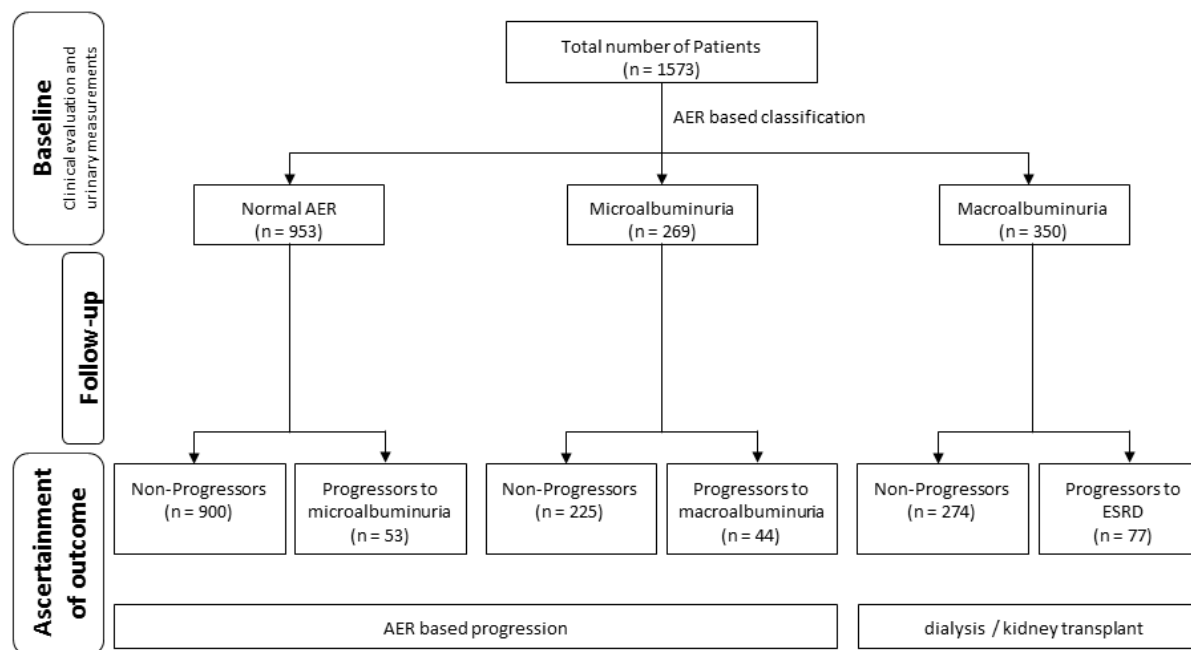 Baseline
Clinical evaluation and
urinary measurements
Total number of Patients
(n = 1573)
AER based classification
Normal AER
(n = 953)
Microalbuminuria
(n = 269)
Macroalbuminuria
(n = 350)
Follow-up
Ascertainment
of outcome
Non-Progressors
(n = 900)
Progressors to
microalbuminuria
(n = 53)
Non-Progressors
(n = 225)
Progressors to
macroalbuminuria
(n = 44)
Non-Progressors
(n = 274)
Progressors to
ESRD
(n = 77)
AER based progression
dialysis / kidney transplant